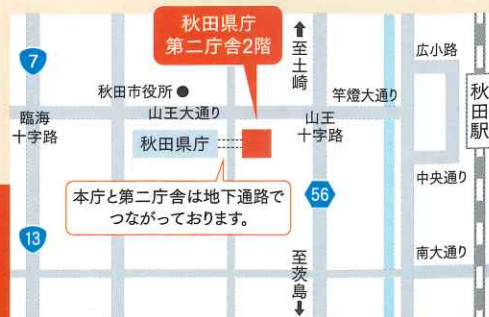 秋田県庁
第二庁舎2階
至土崎
広小路
7
秋田市役所
竿燈大通り
秋田駅
臨海
十字路
山王大通り
山王
十字路
秋田県庁
中央通り
本庁と第二庁舎は地下通路で
つながっております。
56
13
南大通り
至茨島